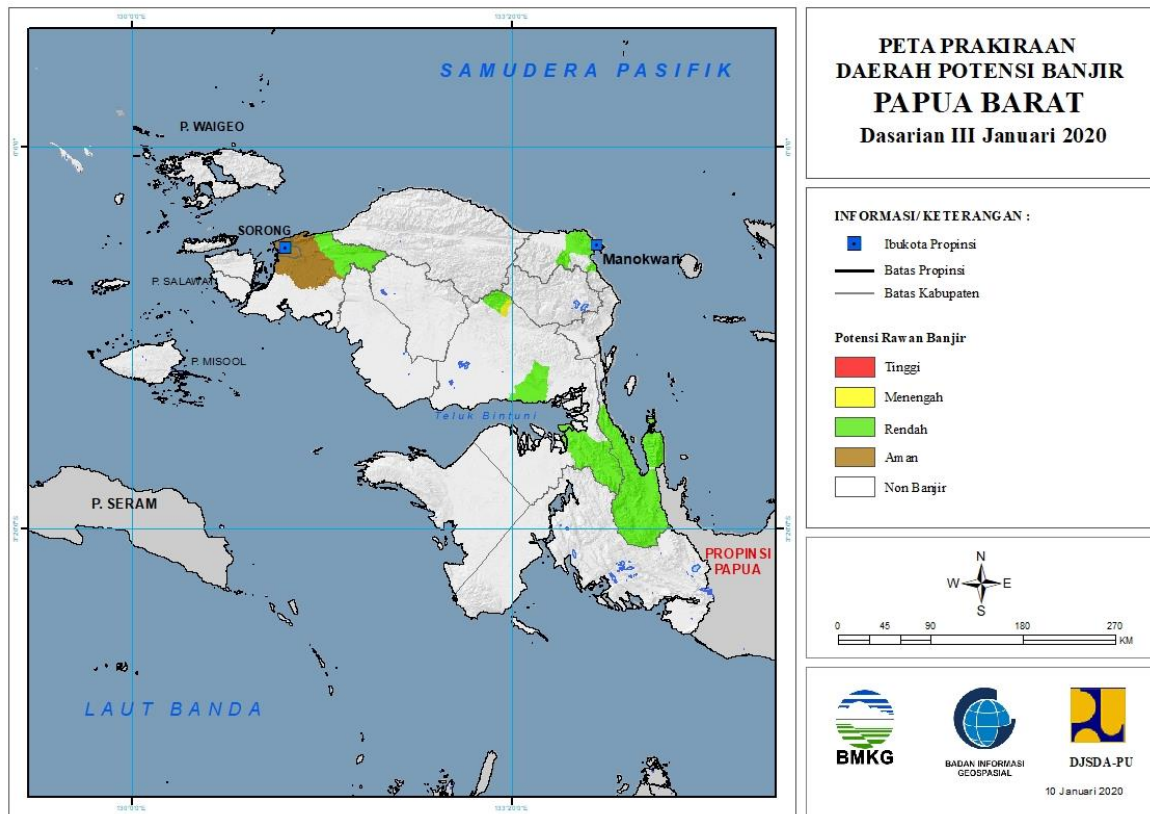 SAMUDERA PASIFIK
P. WAIGEO
SORONG
Manokwari
P. SALAWATI
P. MISOOL
Teluk Bintuni
P. SERAM
PROPINSI
PAPUA
LAUT BANDA
PETA PRAKIRAAN
DAERAH POTENSI BANJIR
PAPUA BARAT
Dasarian III Januari 2020
INFORMASI/ KETERANGAN :
Ibukota Propinsi
Batas Propinsi
Batas Kabupaten
Potensi Rawan Banjir
Tinggi
Menengah
Rendah
Aman
Non Banjir
N
W E
S
0 45 90 180 270
KM
BMKG
BADAN INFORMASI
GEOSPASIAL
DJSDA-PU
10 Januari 2020